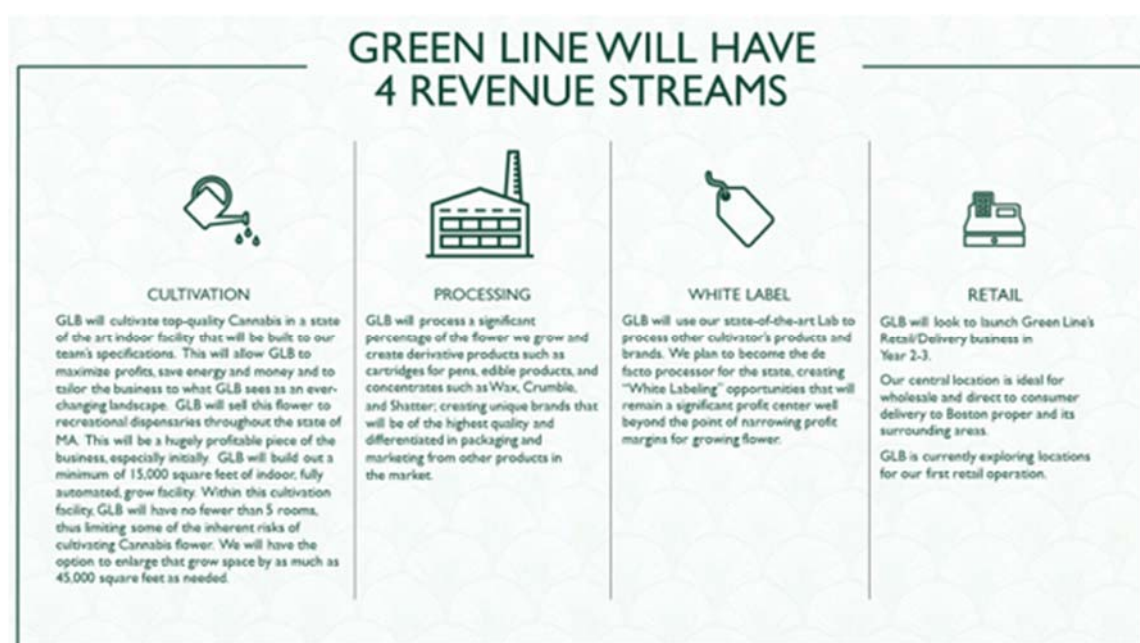 GREEN LINE WILL HAVE
4 REVENUE STREAMS
CULTIVATION
GLB will cultivate top-quality Cannabis in a state
of the art indoor facility that will be built to our
team's specifications. This will allow GLB to
maximize profits, save energy and money and to
tailor the business to what GLB sees as an ever-
changing landscape. GLB will sell this flower to
recreational dispensaries throughout the state of
MA. This will be a hugely profitable piece of the
business, especially initially. GLB will build out a
minimum of 15,000 square feet of indoor, fully
automated, grow facility. Within this cultivation
facility, GLB will have no fewer than 5 rooms,
thus limiting some of the inherent risks of
cultivating Cannabis flower. We will have the
option to enlarge that grow space by as much as
45,000 square feet as needed.
PROCESSING
GLB will process a significant
percentage of the flower we grow and
create derivative products such as
cartridges for pens, edible products, and
concentrates such as Wax, Crumble,
and Shatter; creating unique brands that
will be of the highest quality and
differentiated in packaging and
marketing from other products in
the market.
WHITE LABEL
GLB will use our state-of-the-art Lab to
process other cultivator's products and
brands. We plan to become the de
facto processor for the state, creating
"White Labeling" opportunities that will
remain a significant profit center well
beyond the point of narrowing profit
margins for growing flower.
RETAIL
GLB will look to launch Green Line's
Retail/Delivery business in
Year 2-3.
Our central location is ideal for
wholesale and direct to consumer
delivery to Boston proper and its
surrounding areas.
GLB is currently exploring locations
for our first retail operation.